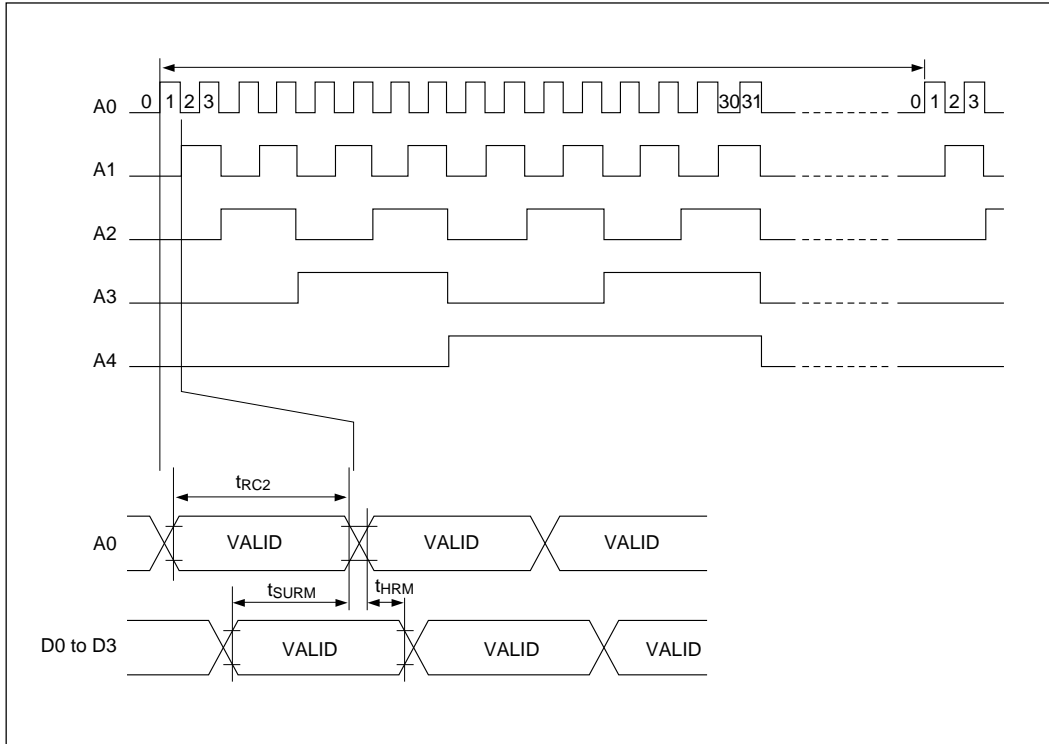 A0 0 1 2 3 30 31 0 1 2 3
A1
A2
A3
A4
tRC2
A0 VALID VALID VALID
tSURM tHRM
D0 to D3 VALID VALID VALID